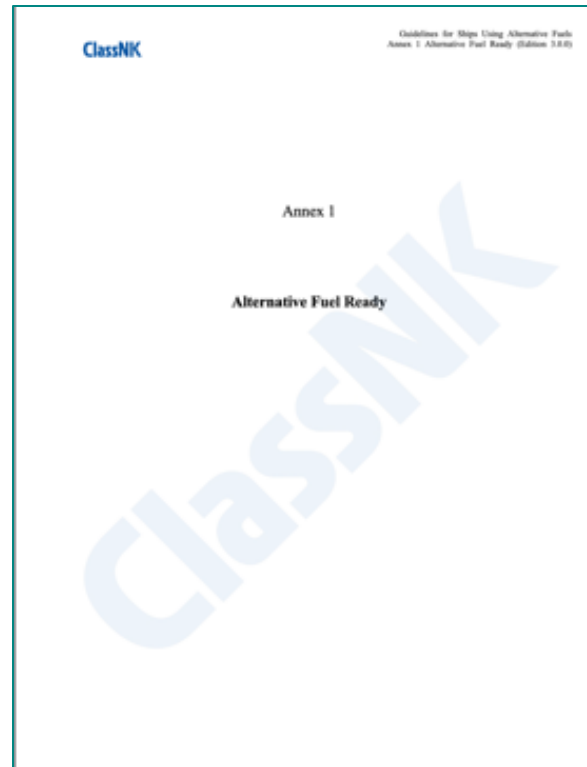 ClassNK
Guidelines for Ships Using Alternative Fuels
Annex 1 Alternative Fuel Ready (Edition 3.0.0)
Annex 1
Alternative Fuel Ready
ClassNK